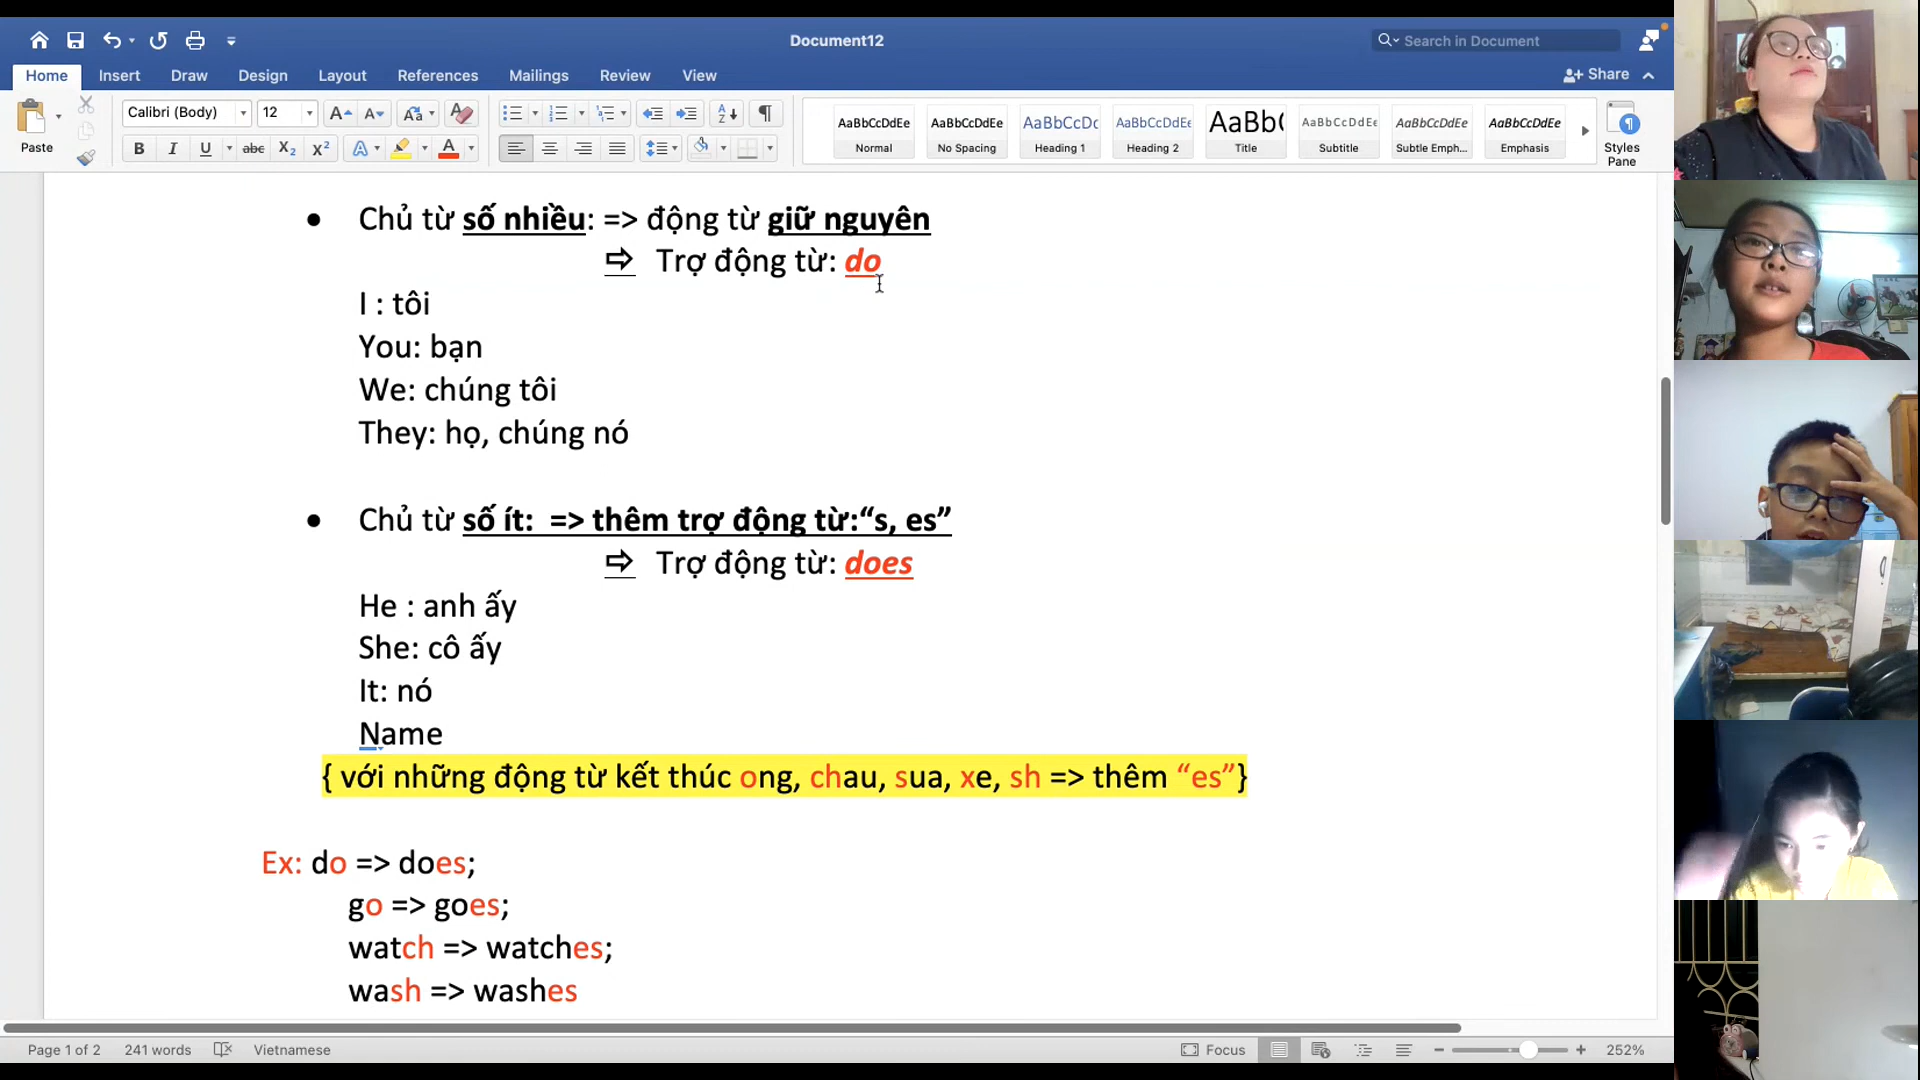 Document12
Search in Document
Home Insert Draw Design Layout References Mailings Review View
Share
Paste
Calibri (Body) 12
AaBbCcDdEe AaBbCcDdEe AaBbCcDc AaBbCcDdEe AaBb( AaBbCcDdEe AaBbCcDdEe AaBbCcDdEe
Normal No Spacing Heading 1 Heading 2 Title Subtitle Subtle Emph... Emphasis
Styles Pane
• Chủ từ số nhiều: => động từ giữ nguyên
⇨ Trợ động từ: do
I : tôi
You: bạn
We: chúng tôi
They: họ, chúng nó
• Chủ từ số ít: => thêm trợ động từ:“s, es”
⇨ Trợ động từ: does
He : anh ấy
She: cô ấy
It: nó
Name
{ với những động từ kết thúc ong, chau, sua, xe, sh => thêm “es”}
Ex: do => does;
go => goes;
watch => watches;
wash => washes
Page 1 of 2 241 words Vietnamese Focus 252%